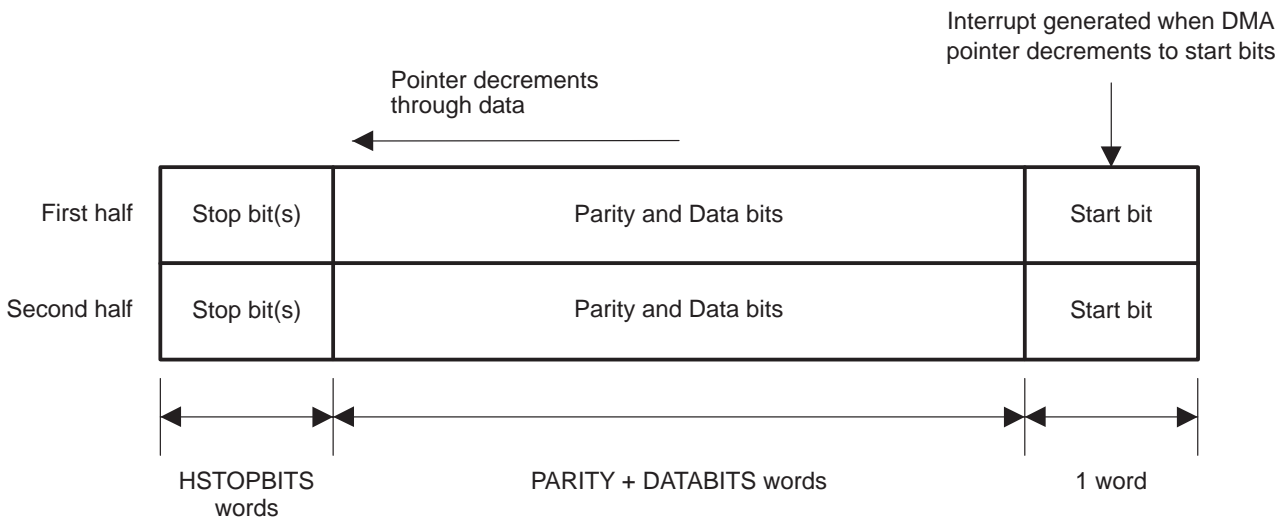 Interrupt generated when DMA
pointer decrements to start bits
Pointer decrements
through data
First half
Stop bit(s)
Parity and Data bits
Start bit
Second half
Stop bit(s)
Parity and Data bits
Start bit
HSTOPBITS
words
PARITY + DATABITS words
1 word